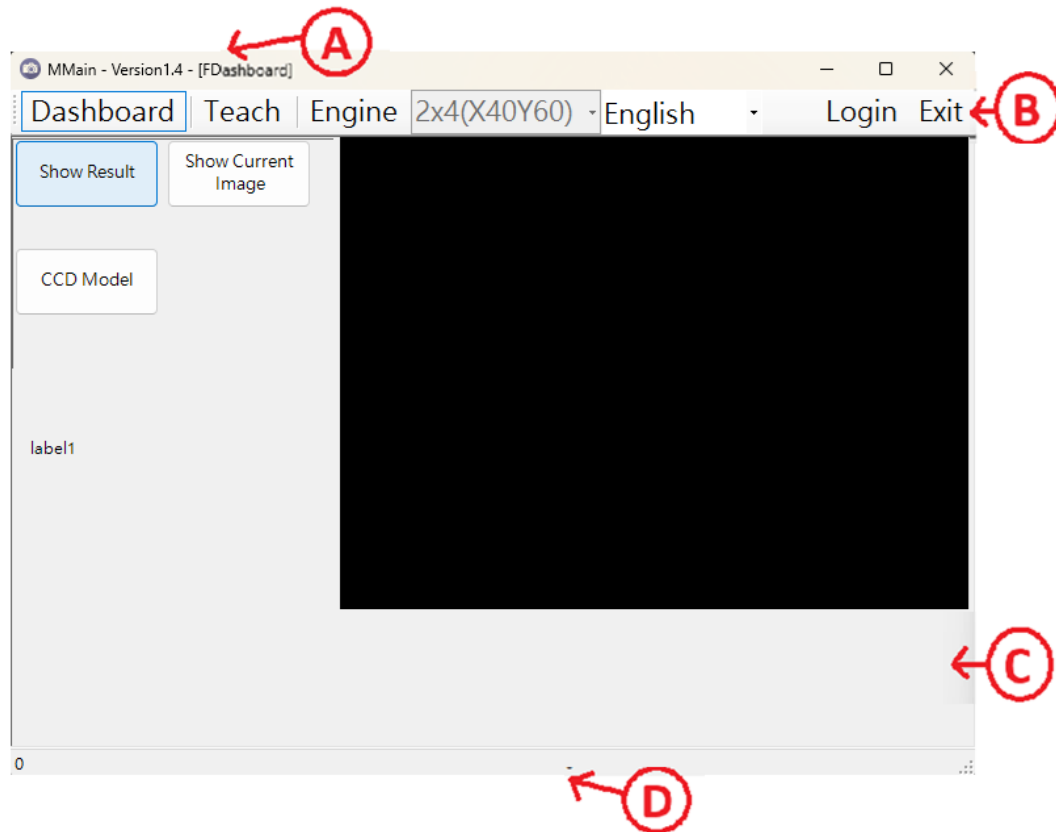 A
MMain - Version1.4 - [FDashboard]
Dashboard Teach Engine 2x4(X40Y60) English Login Exit B
Show Result Show Current
Image
CCD Model
label1
C
0 -
D